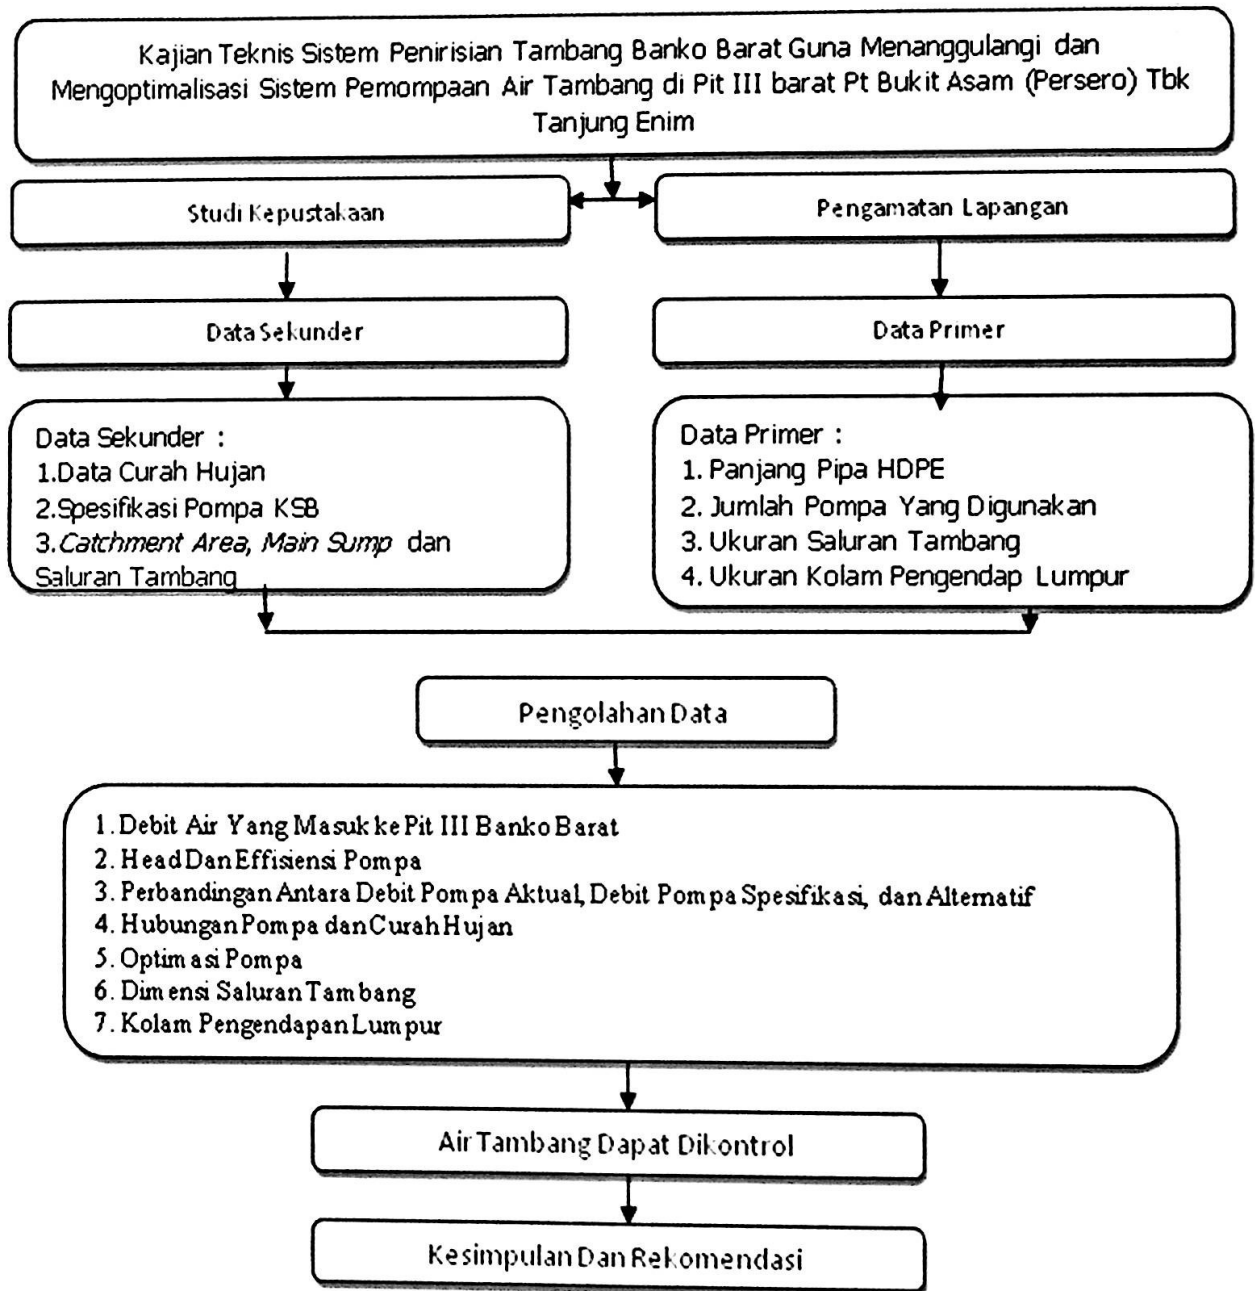 Kajian Teknis Sistem Penirisian Tambang Banko Barat Guna Menanggulangi dan
Mengoptimalisasi Sistem Pemompaan Air Tambang di Pit III barat Pt Bukit Asam (Persero) Tbk
Tanjung Enim
Studi Kepustakaan
Pengamatan Lapangan
Data Sekunder
Data Primer
Data Sekunder :
1.Data Curah Hujan
2.Spesifikasi Pompa KSB
3.Catchment Area, Main Sump dan
Saluran Tambang
Data Primer :
1. Panjang Pipa HDPE
2. Jumlah Pompa Yang Digunakan
3. Ukuran Saluran Tambang
4. Ukuran Kolam Pengendap Lumpur
Pengolahan Data
1. Debit Air Yang Masuk ke Pit III Banko Barat
2. Head Dan Effisiensi Pompa
3. Perbandingan Antara Debit Pompa Aktual, Debit Pompa Spesifikasi, dan Alternatif
4. Hubungan Pompa dan Curah Hujan
5. Optimasi Pompa
6. Dimensi Saluran Tambang
7. Kolam Pengendapan Lumpur
Air Tambang Dapat Dikontrol
Kesimpulan Dan Rekomendasi